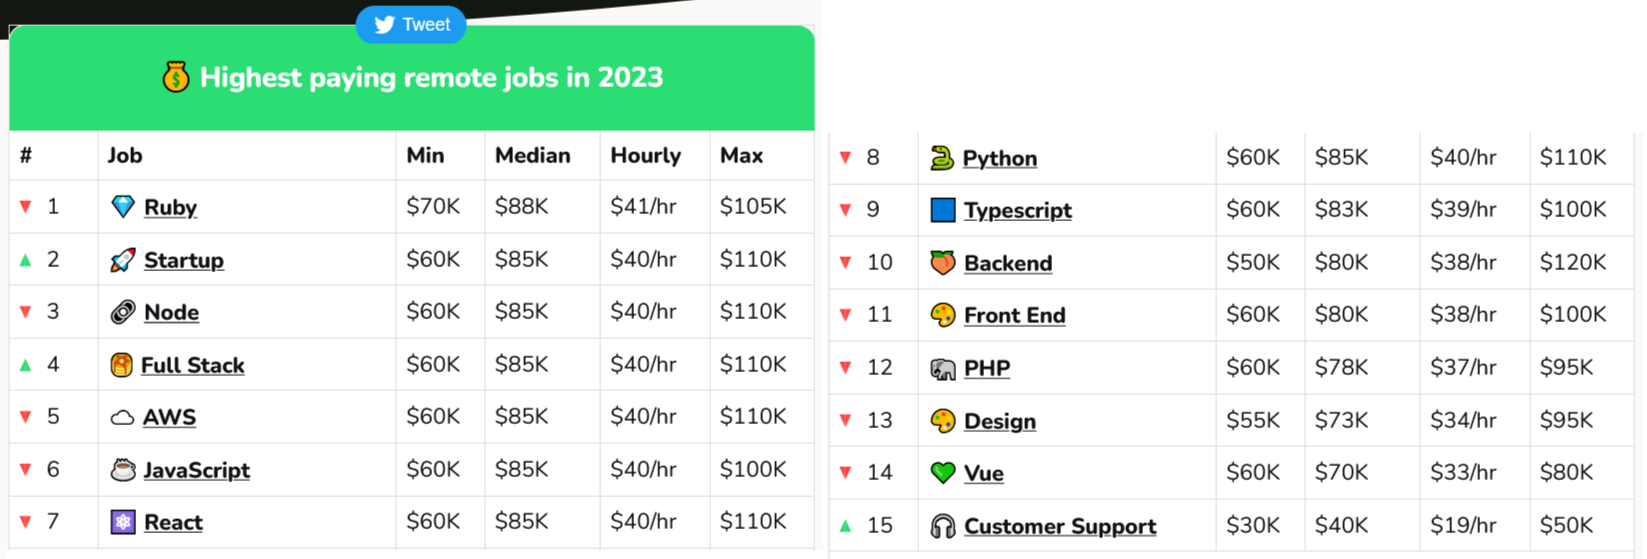 Tweet
Highest paying remote jobs in 2023
# Job Min Median Hourly Max
1 Ruby $70K $88K $41/hr $105K
2 Startup $60K $85K $40/hr $110K
3 Node $60K $85K $40/hr $110K
4 Full Stack $60K $85K $40/hr $110K
5 AWS $60K $85K $40/hr $110K
6 JavaScript $60K $85K $40/hr $100K
7 React $60K $85K $40/hr $110K
8 Python $60K $85K $40/hr $110K
9 Typescript $60K $83K $39/hr $100K
10 Backend $50K $80K $38/hr $120K
11 Front End $60K $80K $38/hr $100K
12 PHP $60K $78K $37/hr $95K
13 Design $55K $73K $34/hr $95K
14 Vue $60K $70K $33/hr $80K
15 Customer Support $30K $40K $19/hr $50K